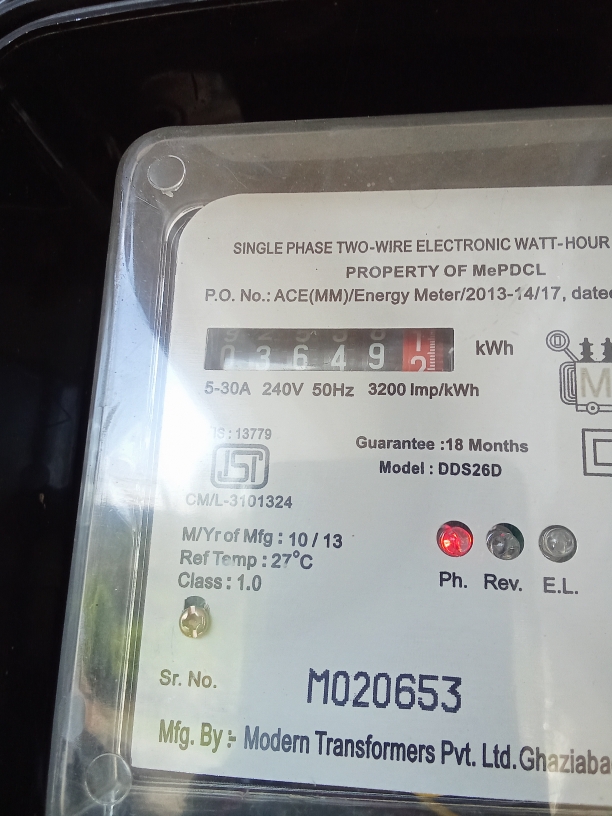 SINGLE PHASE TWO-WIRE ELECTRONIC WATT-HOUR
PROPERTY OF MePDCL
P.O. No.: ACE(MM)/Energy Meter/2013-14/17, dated
0 3 6 4 9 kWh
5-30A 240V 50Hz 3200 Imp/kWh
IS : 13779
Guarantee :18 Months
Model : DDS26D
CM/L-3101324
M/Yr of Mfg : 10 / 13
Ref Temp : 27°C
Class : 1.0
Ph. Rev. E.L.
Sr. No. M020653
Mfg. By :- Modern Transformers Pvt. Ltd.